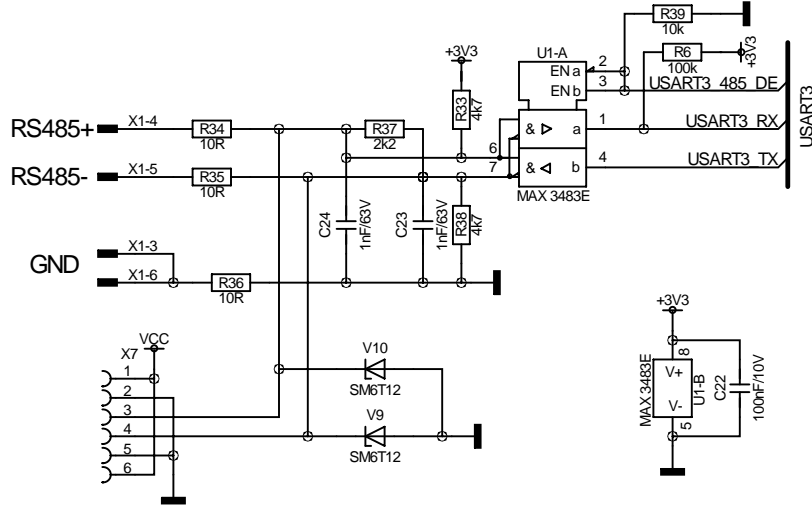 R39
10k
+3V3
U1-A
R6
100k
+3V3
EN a
2
EN b
3
USART3_485_DE
USART3
R33
4k7
RS485+
X1-4
R34
10R
R37
2k2
6
7
&
a
1
USART3_RX
RS485-
X1-5
R35
10R
&
b
4
USART3_TX
MAX 3483E
C24
1nF/63V
C23
1nF/63V
R38
4k7
GND
X1-3
X1-6
R36
10R
+3V3
VCC
X7
1
2
3
4
5
6
V10
SM6T12
V9
SM6T12
MAX 3483E
V+
V-
8
5
U1-B
C22
100nF/10V